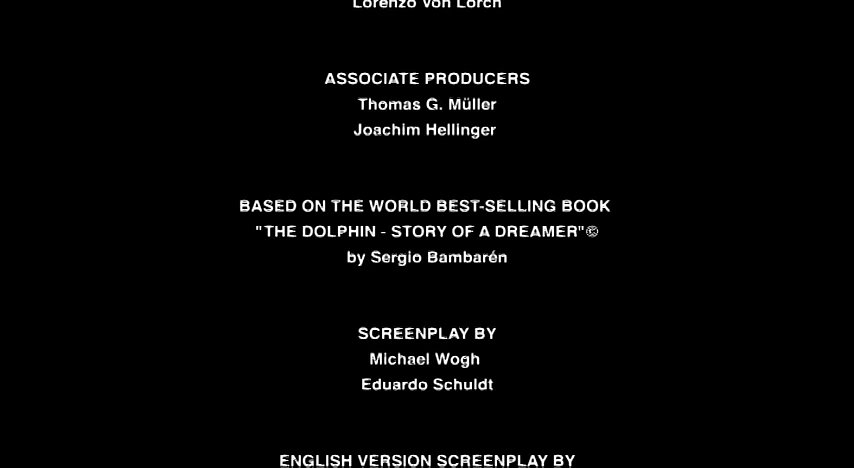 Lorenzo Von Lorch
ASSOCIATE PRODUCERS
Thomas G. Müller
Joachim Hellinger
BASED ON THE WORLD BEST-SELLING BOOK
"THE DOLPHIN - STORY OF A DREAMER"©
by Sergio Bambarén
SCREENPLAY BY
Michael Wogh
Eduardo Schuldt
ENGLISH VERSION SCREENPLAY BY